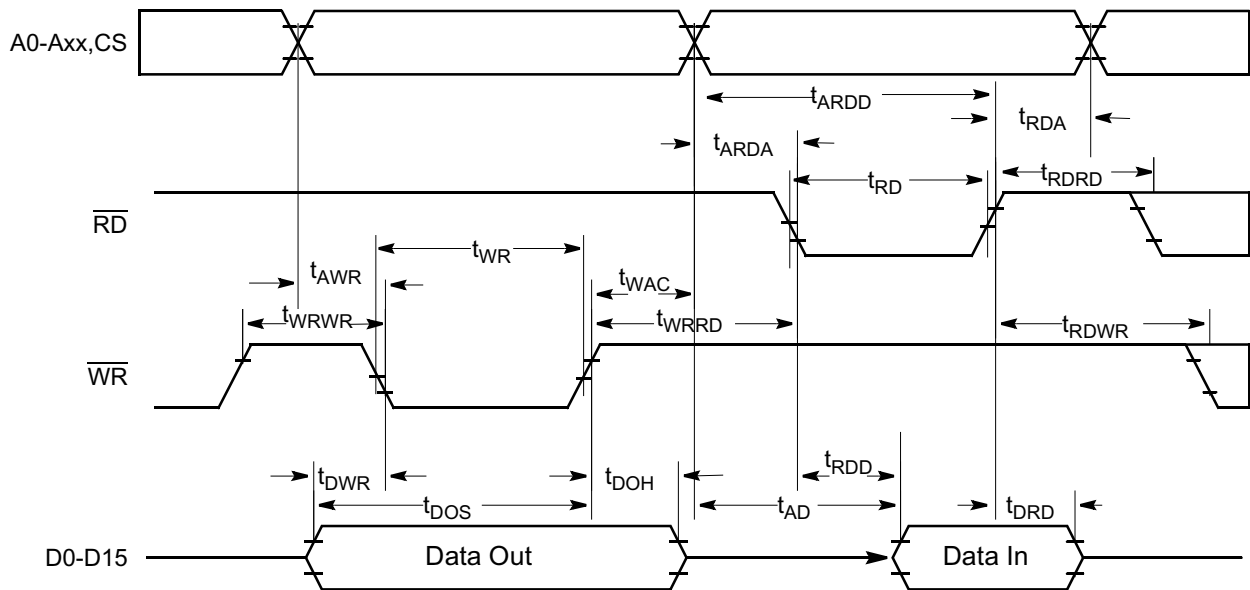 A0-Axx,CS
tARDD
tRDA
tARDA
tRD
tRDRD
RD
tWR
tAWR
tWAC
tWRWR
tWRRD
tRDWR
WR
tRDD
tDWR
tDOH
tDOS
tAD
tDRD
D0-D15
Data Out
Data In